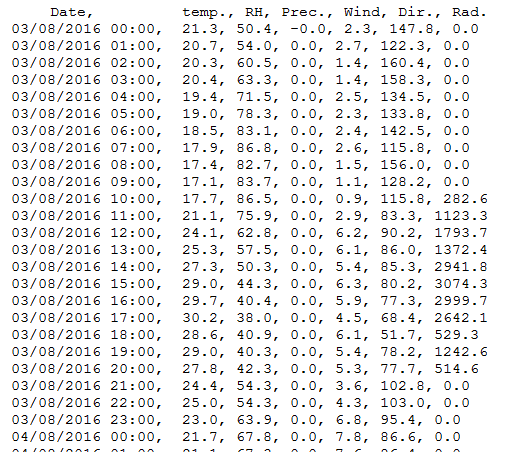 Date, temp., RH, Prec., Wind, Dir., Rad.
03/08/2016 00:00, 21.3, 50.4, -0.0, 2.3, 147.8, 0.0
03/08/2016 01:00, 20.7, 54.0, 0.0, 2.7, 122.3, 0.0
03/08/2016 02:00, 20.3, 60.5, 0.0, 1.4, 160.4, 0.0
03/08/2016 03:00, 20.4, 63.3, 0.0, 1.4, 158.3, 0.0
03/08/2016 04:00, 19.4, 71.5, 0.0, 2.5, 134.5, 0.0
03/08/2016 05:00, 19.0, 78.3, 0.0, 2.3, 133.8, 0.0
03/08/2016 06:00, 18.5, 83.1, 0.0, 2.4, 142.5, 0.0
03/08/2016 07:00, 17.9, 86.8, 0.0, 2.6, 115.8, 0.0
03/08/2016 08:00, 17.4, 82.7, 0.0, 1.5, 156.0, 0.0
03/08/2016 09:00, 17.1, 83.7, 0.0, 1.1, 128.2, 0.0
03/08/2016 10:00, 17.7, 86.5, 0.0, 0.9, 115.8, 282.6
03/08/2016 11:00, 21.1, 75.9, 0.0, 2.9, 83.3, 1123.3
03/08/2016 12:00, 24.1, 62.8, 0.0, 6.2, 90.2, 1793.7
03/08/2016 13:00, 25.3, 57.5, 0.0, 6.1, 86.0, 1372.4
03/08/2016 14:00, 27.3, 50.3, 0.0, 5.4, 85.3, 2941.8
03/08/2016 15:00, 29.0, 44.3, 0.0, 6.3, 80.2, 3074.3
03/08/2016 16:00, 29.7, 40.4, 0.0, 5.9, 77.3, 2999.7
03/08/2016 17:00, 30.2, 38.0, 0.0, 4.5, 68.4, 2642.1
03/08/2016 18:00, 28.6, 40.9, 0.0, 6.1, 51.7, 529.3
03/08/2016 19:00, 29.0, 40.3, 0.0, 5.4, 78.2, 1242.6
03/08/2016 20:00, 27.8, 42.3, 0.0, 5.3, 77.7, 514.6
03/08/2016 21:00, 24.4, 54.3, 0.0, 3.6, 102.8, 0.0
03/08/2016 22:00, 25.0, 54.3, 0.0, 4.3, 103.0, 0.0
03/08/2016 23:00, 23.0, 63.9, 0.0, 6.8, 95.4, 0.0
04/08/2016 00:00, 21.7, 67.8, 0.0, 7.8, 86.6, 0.0